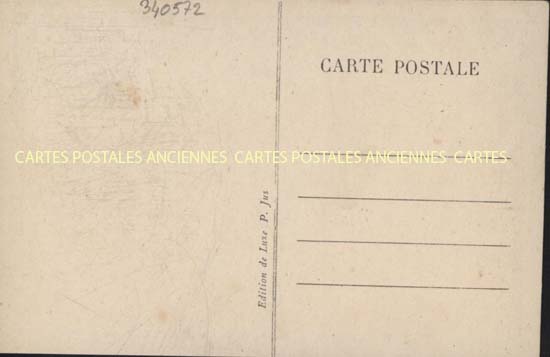 340572
CARTE POSTALE
CARTES POSTALES ANCIENNES CARTES POSTALES ANCIENNES CARTES
Edition de Luxe P. Jus